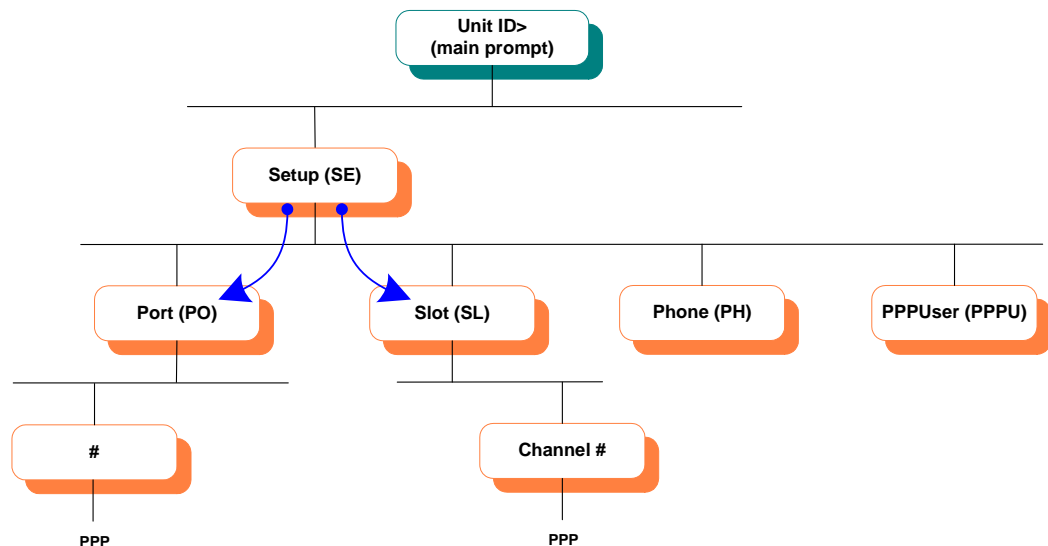 Unit ID>
(main prompt)
Setup (SE)
Port (PO)
Slot (SL)
Phone (PH)
PPPUser (PPPU)
#
Channel #
PPP
PPP